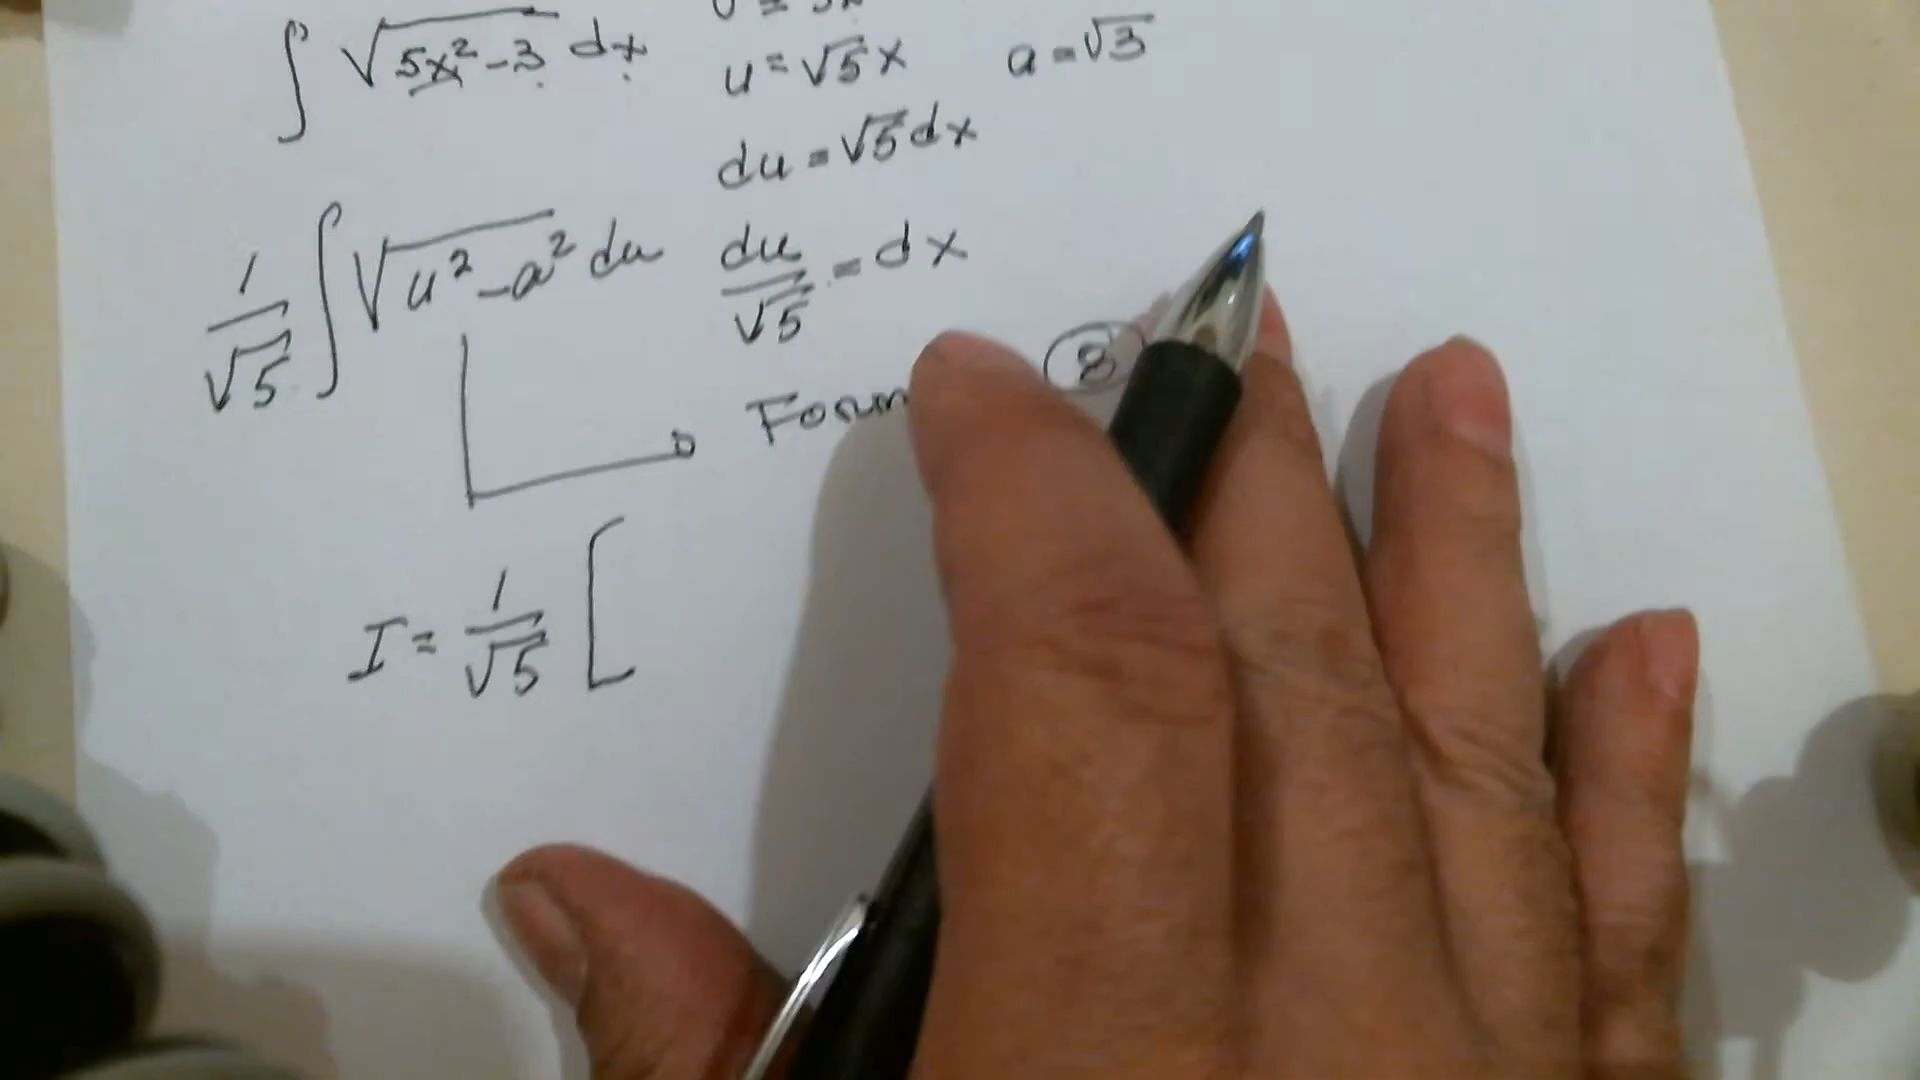 ∫ √(5x² - 3) dx
u = √5 x
a = √3
du = √5 dx
1/√5 ∫ √(u² - a²) du
du/√5 = dx
Form 8
I = 1/√5 [